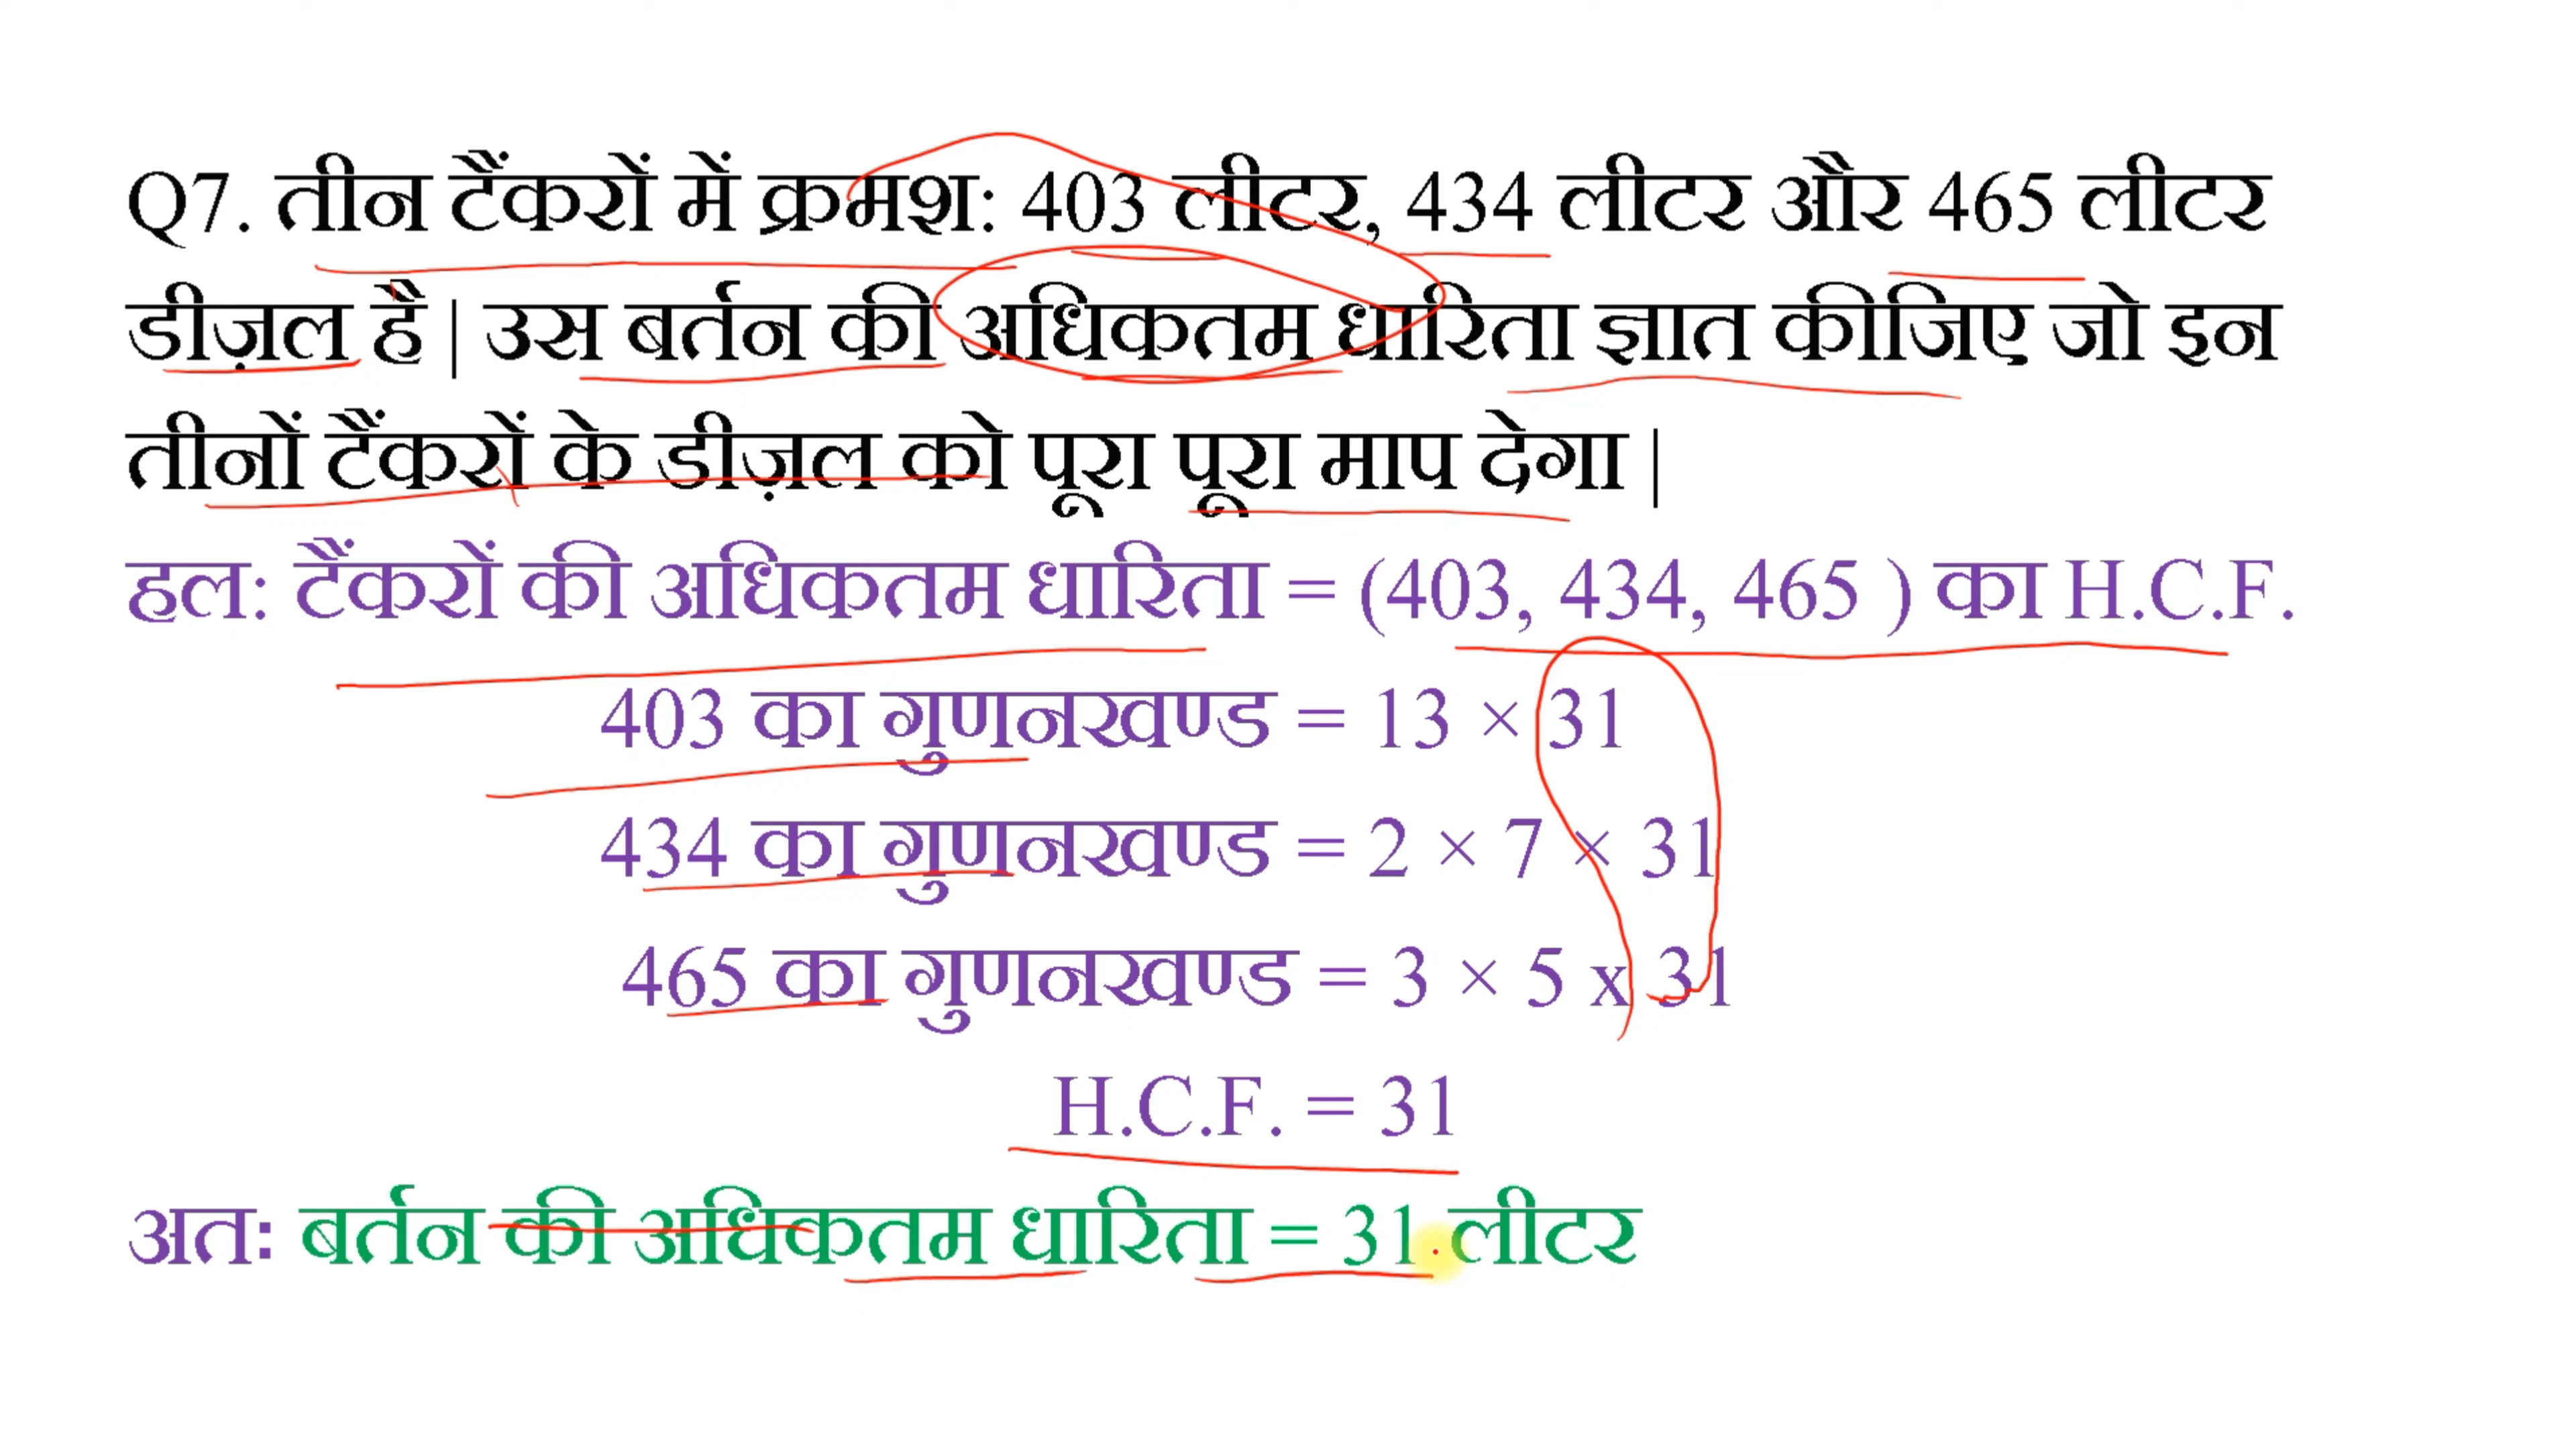 Q7. तीन टैंकरों में क्रमश: 403 लीटर, 434 लीटर और 465 लीटर
डीज़ल है | उस बर्तन की अधिकतम धारिता ज्ञात कीजिए जो इन
तीनों टैंकरों के डीज़ल को पूरा पूरा माप देगा |
हल: टैंकरों की अधिकतम धारिता = (403, 434, 465 ) का H.C.F.
403 का गुणनखण्ड = 13 × 31
434 का गुणनखण्ड = 2 × 7 × 31
465 का गुणनखण्ड = 3 × 5 x 31
H.C.F. = 31
अतः बर्तन की अधिकतम धारिता = 31 लीटर